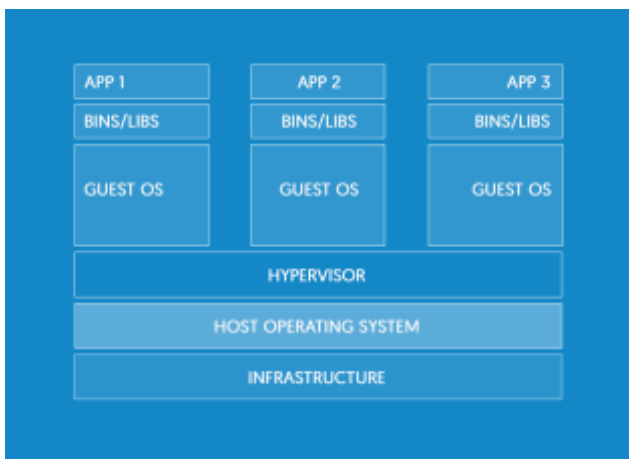 APP 1
APP 2
APP 3
BINS/LIBS
BINS/LIBS
BINS/LIBS
GUEST OS
GUEST OS
GUEST OS
HYPERVISOR
HOST OPERATING SYSTEM
INFRASTRUCTURE